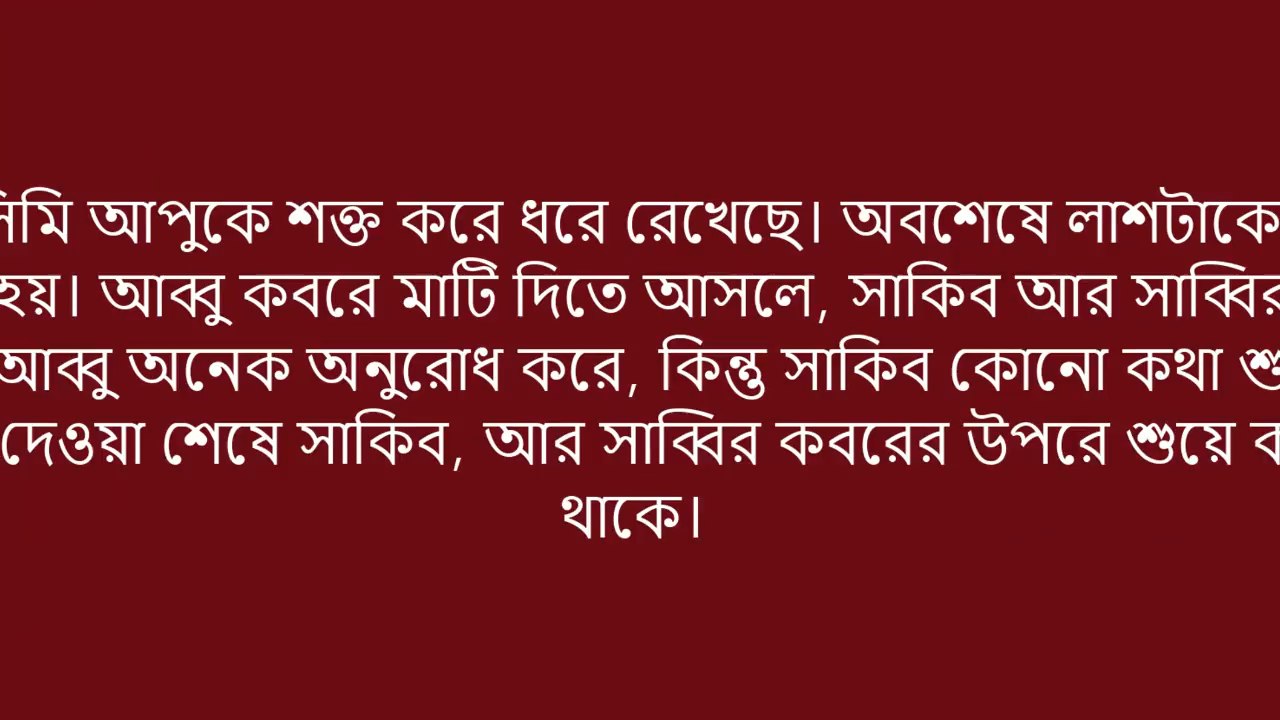 আপুকে শক্ত করে ধরে রেখেছে। অবশেষে লাশটাকে
হয়। আব্বু কবরে মাটি দিতে আসলে, সাকিব আর সাব্বির
আব্বু অনেক অনুরোধ করে, কিন্তু সাকিব কোনো কথা
দেওয়া শেষে সাকিব, আর সাব্বির কবরের উপরে শুয়ে
থাকে।